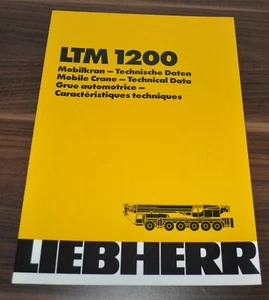 LTM 1200
Mobilkran – Technische Daten
Mobile Crane – Technical Data
Grue automotrice –
Caractéristiques techniques
LIEBHERR